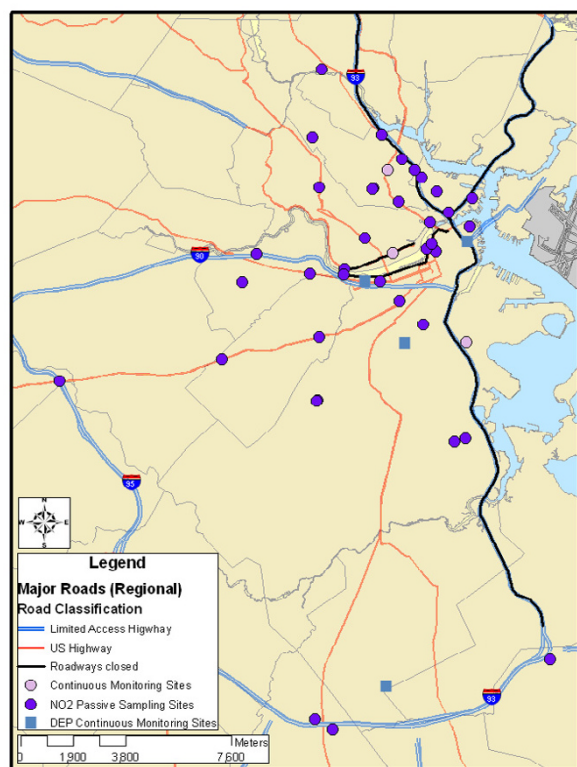 93
90
95
N
W E
S
Legend
Major Roads (Regional)
Road Classification
Limited Access Higwhay
US Highway
Roadways closed
Continuous Monitoring Sites
NO2 Passive Sampling Sites
DEP Continuous Monitoring Sites
93
Meters
0 1,900 3,800 7,600